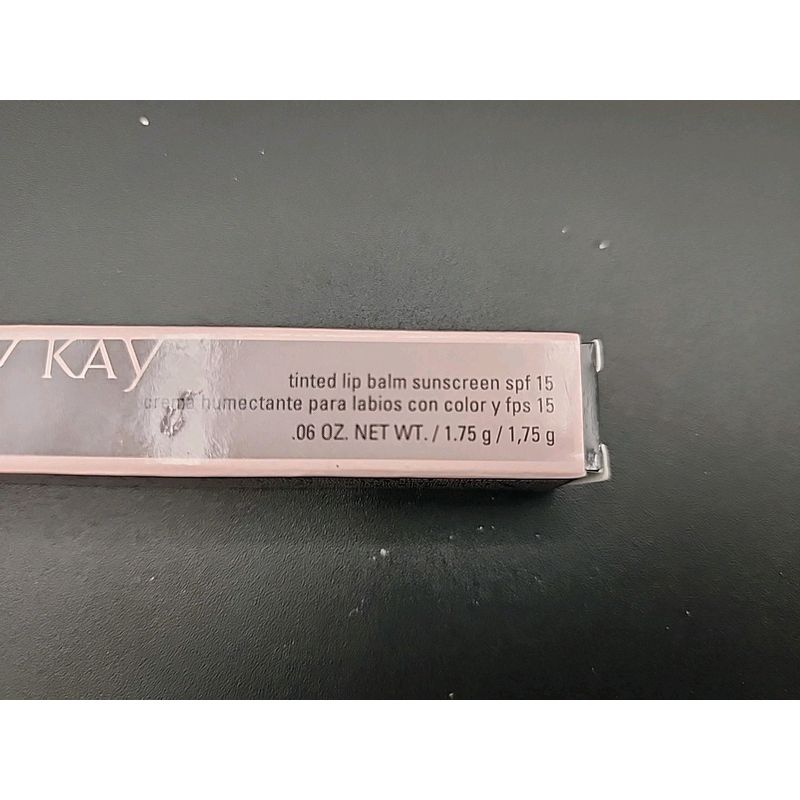 KAY
tinted lip balm sunscreen spf 15
crema humectante para labios con color y fps 15
.06 OZ. NET WT. / 1.75 g / 1,75 g